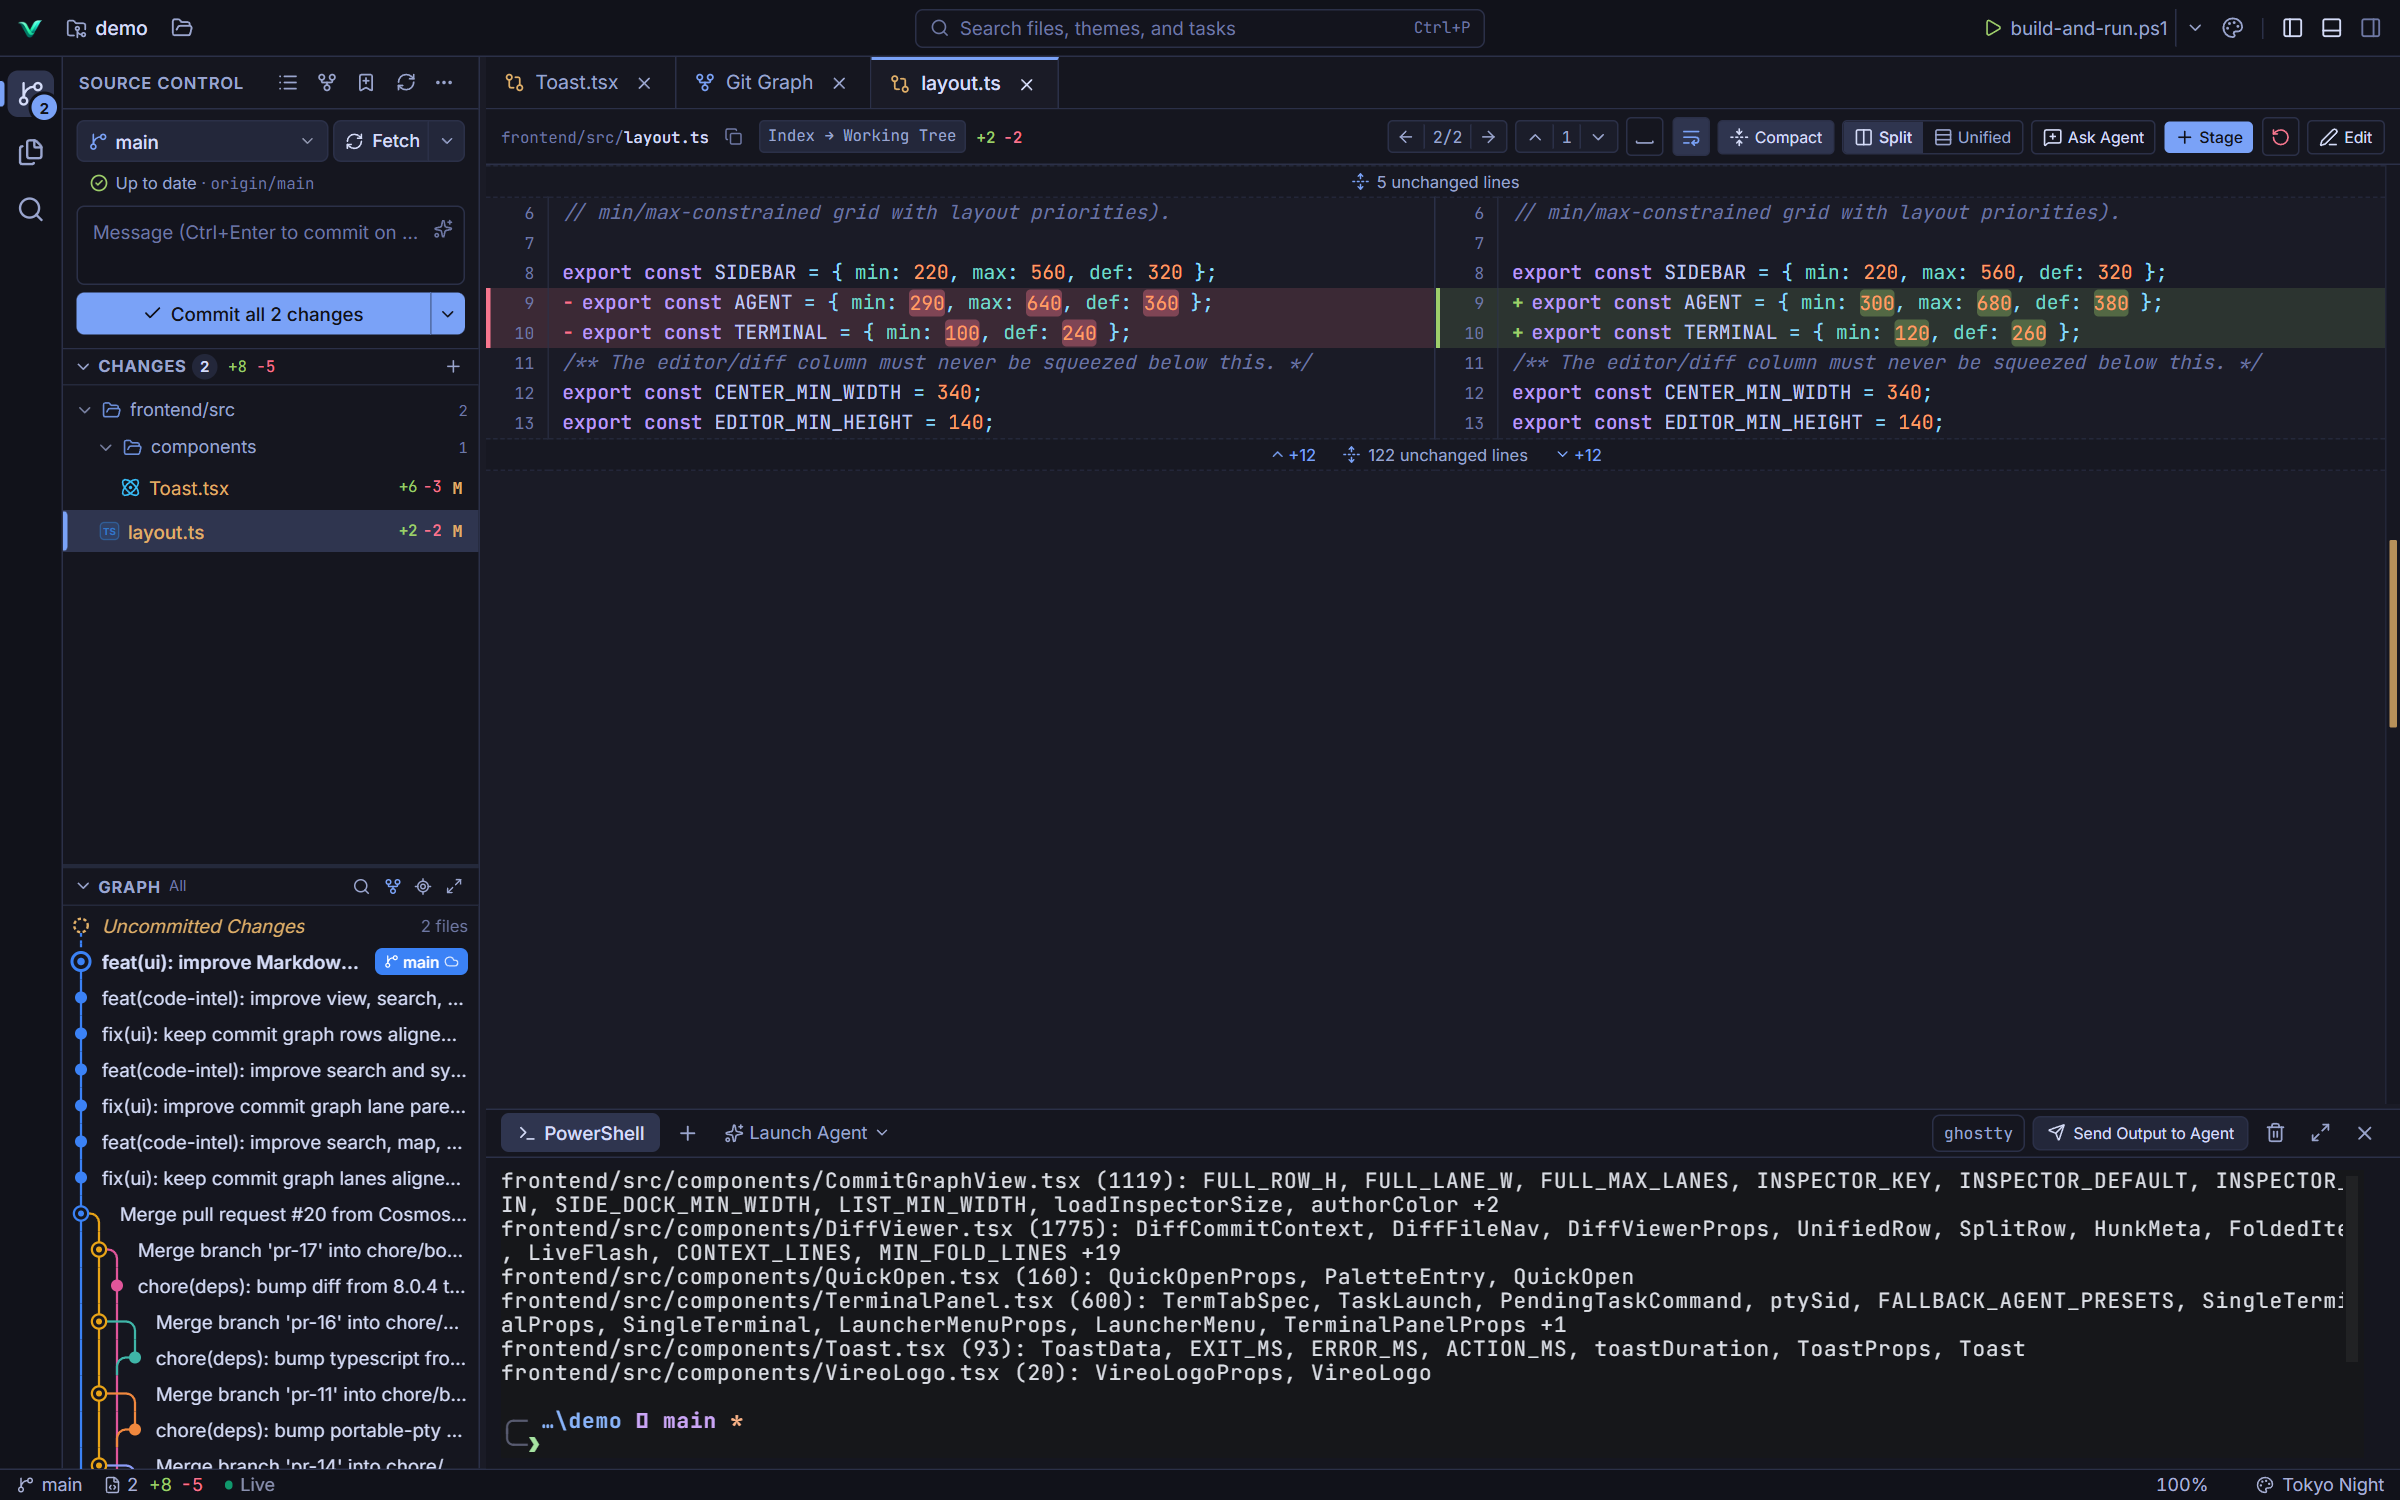 demo
Search files, themes, and tasks Ctrl+P
build-and-run.ps1
2
SOURCE CONTROL
main
Fetch
Up to date · origin/main
Message (Ctrl+Enter to commit on ...
Commit all 2 changes
CHANGES 2 +8 -5
frontend/src 2
components 1
Toast.tsx +6 -3 M
TS layout.ts +2 -2 M
GRAPH All
Uncommitted Changes 2 files
feat(ui): improve Markdow... main
feat(code-intel): improve view, search, ...
fix(ui): keep commit graph rows aligne...
feat(code-intel): improve search and sy...
fix(ui): improve commit graph lane pare...
feat(code-intel): improve search, map, ...
fix(ui): keep commit graph lanes aligne...
Merge pull request #20 from Cosmos...
Merge branch 'pr-17' into chore/bo...
chore(deps): bump diff from 8.0.4 t...
Merge branch 'pr-16' into chore/...
chore(deps): bump typescript fro...
Merge branch 'pr-11' into chore/b...
chore(deps): bump portable-pty ...
Merge branch 'pr-14' into chore/
Toast.tsx Git Graph layout.ts
frontend/src/layout.ts Index → Working Tree +2 -2 2/2 1 Compact Split Unified Ask Agent + Stage Edit
5 unchanged lines
6 // min/max-constrained grid with layout priorities).
7
8 export const SIDEBAR = { min: 220, max: 560, def: 320 };
9 - export const AGENT = { min: 290, max: 640, def: 360 };
10 - export const TERMINAL = { min: 100, def: 240 };
11 /** The editor/diff column must never be squeezed below this. */
12 export const CENTER_MIN_WIDTH = 340;
13 export const EDITOR_MIN_HEIGHT = 140;
6 // min/max-constrained grid with layout priorities).
7
8 export const SIDEBAR = { min: 220, max: 560, def: 320 };
9 + export const AGENT = { min: 300, max: 680, def: 380 };
10 + export const TERMINAL = { min: 120, def: 260 };
11 /** The editor/diff column must never be squeezed below this. */
12 export const CENTER_MIN_WIDTH = 340;
13 export const EDITOR_MIN_HEIGHT = 140;
+12 122 unchanged lines +12
PowerShell + Launch Agent ghostty Send Output to Agent
frontend/src/components/CommitGraphView.tsx (1119): FULL_ROW_H, FULL_LANE_W, FULL_MAX_LANES, INSPECTOR_KEY, INSPECTOR_DEFAULT, INSPECTOR_
IN, SIDE_DOCK_MIN_WIDTH, LIST_MIN_WIDTH, loadInspectorSize, authorColor +2
frontend/src/components/DiffViewer.tsx (1775): DiffCommitContext, DiffFileNav, DiffViewerProps, UnifiedRow, SplitRow, HunkMeta, FoldedIte
, LiveFlash, CONTEXT_LINES, MIN_FOLD_LINES +19
frontend/src/components/QuickOpen.tsx (160): QuickOpenProps, PaletteEntry, QuickOpen
frontend/src/components/TerminalPanel.tsx (600): TermTabSpec, TaskLaunch, PendingTaskCommand, ptySid, FALLBACK_AGENT_PRESETS, SingleTermi
alProps, SingleTerminal, LauncherMenuProps, LauncherMenu, TerminalPanelProps +1
frontend/src/components/Toast.tsx (93): ToastData, EXIT_MS, ERROR_MS, ACTION_MS, toastDuration, ToastProps, Toast
frontend/src/components/VireoLogo.tsx (20): VireoLogoProps, VireoLogo
…\demo main *
❯
main 2 +8 -5 Live
100% Tokyo Night